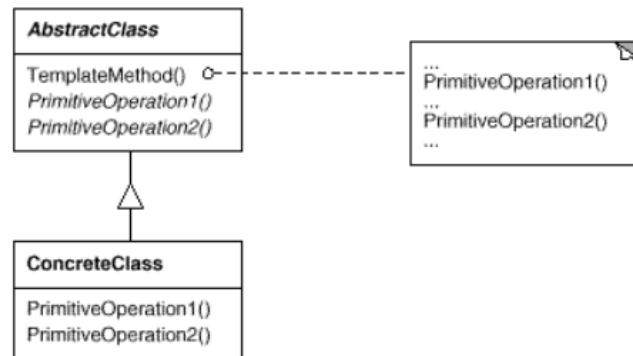 AbstractClass
TemplateMethod()
PrimitiveOperation1()
PrimitiveOperation2()
...
PrimitiveOperation1()
...
PrimitiveOperation2()
...
ConcreteClass
PrimitiveOperation1()
PrimitiveOperation2()